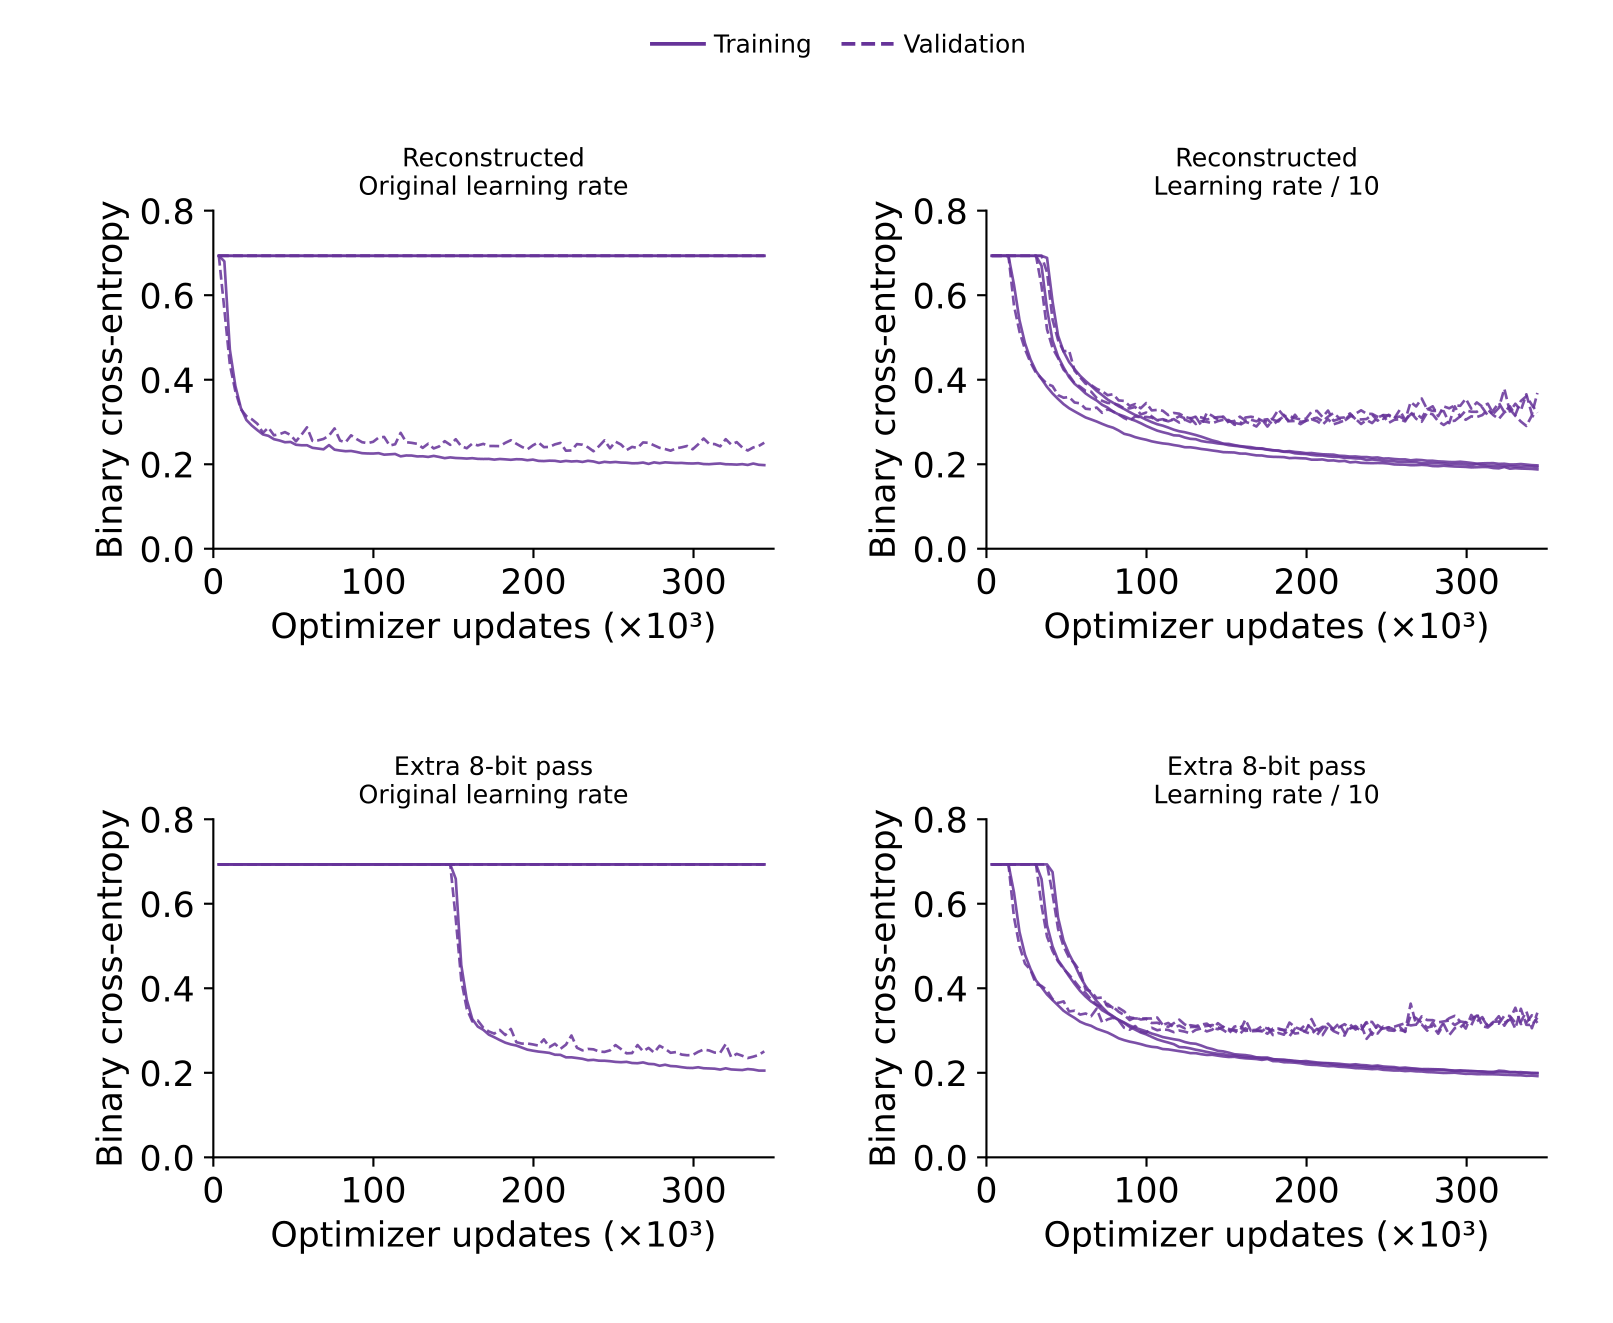 Training Validation
Reconstructed
Original learning rate
Binary cross-entropy
0.8
0.6
0.4
0.2
0.0
0 100 200 300
Optimizer updates (×10³)
Reconstructed
Learning rate / 10
Binary cross-entropy
0.8
0.6
0.4
0.2
0.0
0 100 200 300
Optimizer updates (×10³)
Extra 8-bit pass
Original learning rate
Binary cross-entropy
0.8
0.6
0.4
0.2
0.0
0 100 200 300
Optimizer updates (×10³)
Extra 8-bit pass
Learning rate / 10
Binary cross-entropy
0.8
0.6
0.4
0.2
0.0
0 100 200 300
Optimizer updates (×10³)